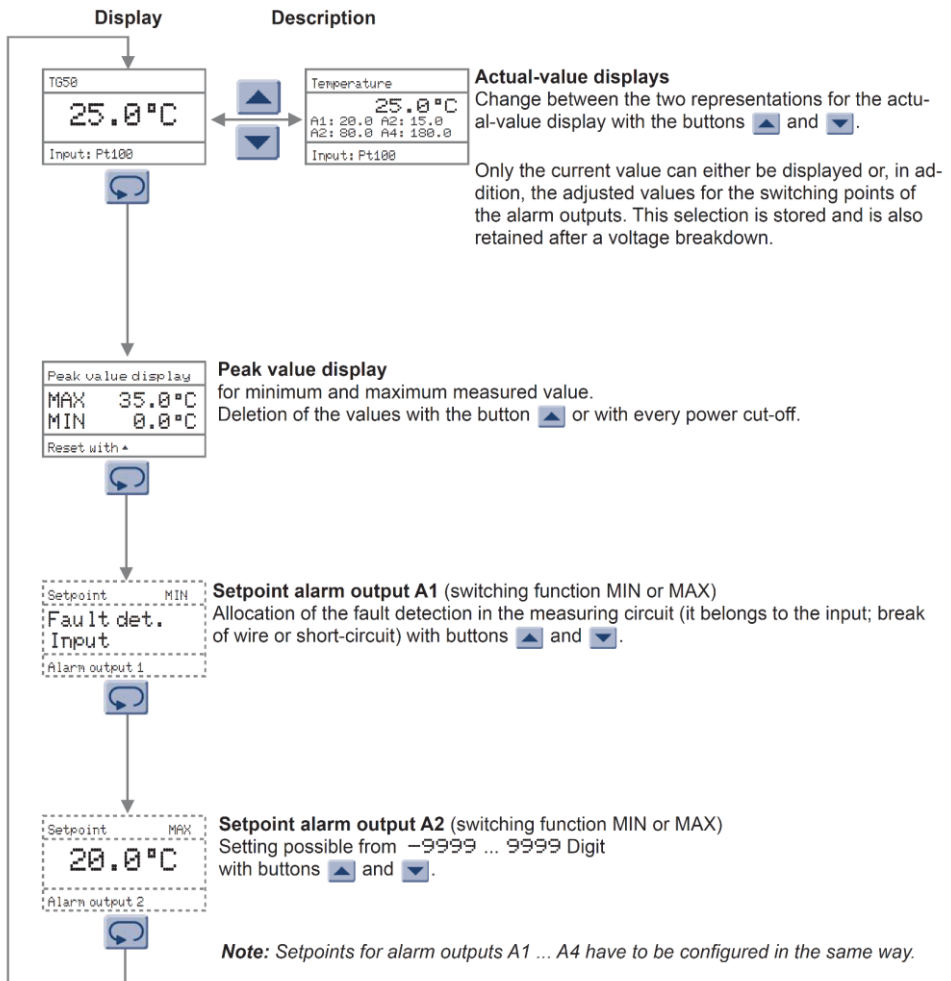 Display Description
TG50
25.0°C
Input: Pt100
Temperature
25.0°C
A1: 20.0 A2: 15.0
A2: 80.0 A4: 180.0
Input: Pt100
Actual-value displays
Change between the two representations for the actu-
al-value display with the buttons ▲ and ▼.
Only the current value can either be displayed or, in ad-
dition, the adjusted values for the switching points of
the alarm outputs. This selection is stored and is also
retained after a voltage breakdown.
Peak value display
MAX 35.0°C
MIN 0.0°C
Reset with ▲
Peak value display
for minimum and maximum measured value.
Deletion of the values with the button ▲ or with every power cut-off.
Setpoint MIN
Fault det.
Input
Alarm output 1
Setpoint alarm output A1 (switching function MIN or MAX)
Allocation of the fault detection in the measuring circuit (it belongs to the input; break
of wire or short-circuit) with buttons ▲ and ▼.
Setpoint MAX
20.0°C
Alarm output 2
Setpoint alarm output A2 (switching function MIN or MAX)
Setting possible from -9999 ... 9999 Digit
with buttons ▲ and ▼.
Note: Setpoints for alarm outputs A1 ... A4 have to be configured in the same way.